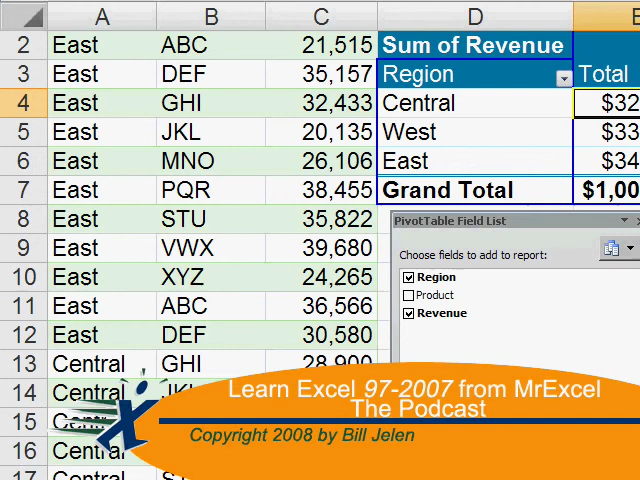 A B C D E
2 East ABC 21,515 Sum of Revenue
3 East DEF 35,157 Region Total
4 East GHI 32,433 Central $32
5 East JKL 20,135 West $33
6 East MNO 26,106 East $34
7 East PQR 38,455 Grand Total $1,00
8 East STU 35,822
PivotTable Field List
9 East VWX 39,680
Choose fields to add to report:
10 East XYZ 24,265
Region
Product
11 East ABC 36,566
Revenue
12 East DEF 30,580
13 Central GHI 28,900
14 Central
Learn Excel 97-2007 from MrExcel
The Podcast
15
Copyright 2008 by Bill Jelen
16 Central
17 Central